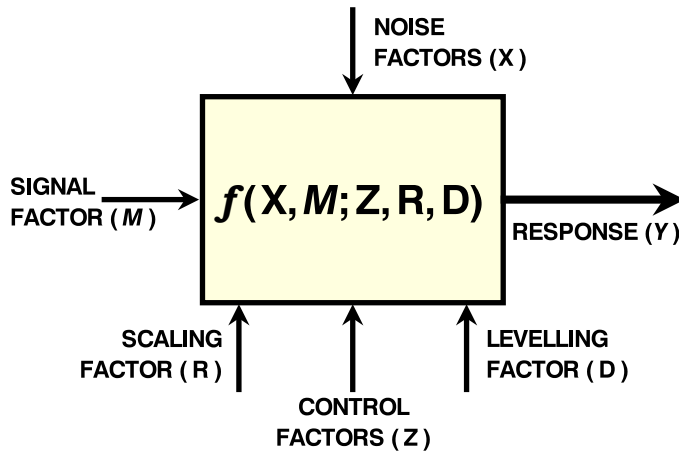 NOISE
FACTORS (X)
SIGNAL
FACTOR (M)
f(X, M; Z, R, D)
RESPONSE (Y)
SCALING
FACTOR (R)
CONTROL
FACTORS (Z)
LEVELLING
FACTOR (D)